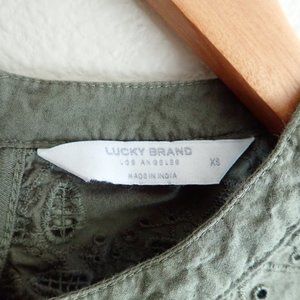 LUCKY BRAND
LOS ANGELES
XS
MADE IN INDIA